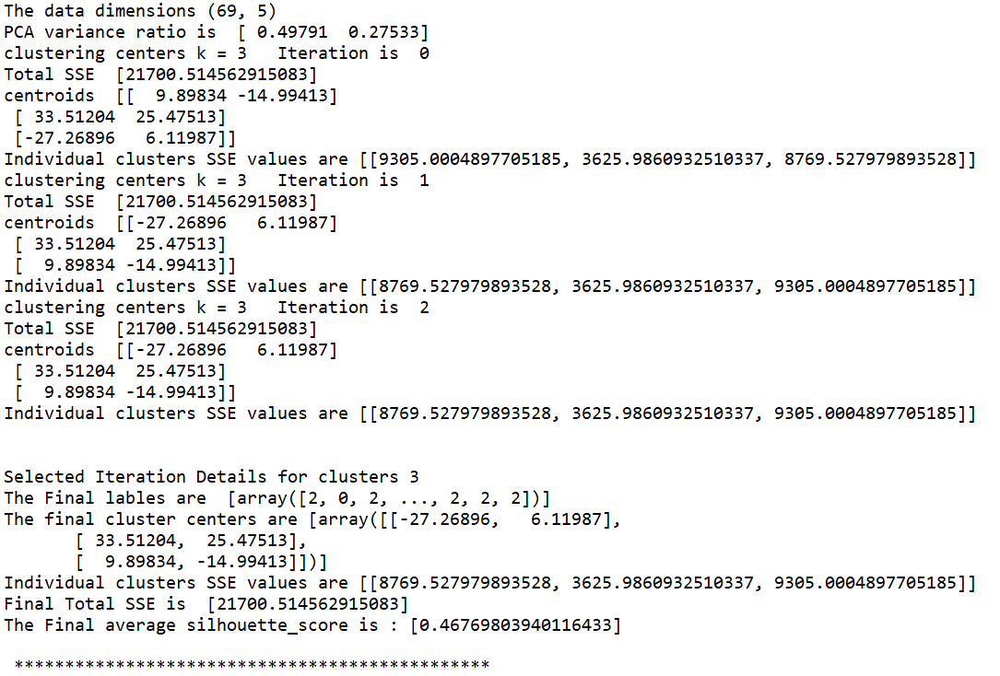 The data dimensions (69, 5)
PCA variance ratio is  [ 0.49791  0.27533]
clustering centers k = 3   Iteration is  0
Total SSE  [21700.514562915083]
centroids  [[  9.89834 -14.99413]
 [ 33.51204  25.47513]
 [-27.26896   6.11987]]
Individual clusters SSE values are [[9305.0004897705185, 3625.9860932510337, 8769.527979893528]]
clustering centers k = 3   Iteration is  1
Total SSE  [21700.514562915083]
centroids  [[-27.26896   6.11987]
 [ 33.51204  25.47513]
 [  9.89834 -14.99413]]
Individual clusters SSE values are [[8769.527979893528, 3625.9860932510337, 9305.0004897705185]]
clustering centers k = 3   Iteration is  2
Total SSE  [21700.514562915083]
centroids  [[-27.26896   6.11987]
 [ 33.51204  25.47513]
 [  9.89834 -14.99413]]
Individual clusters SSE values are [[8769.527979893528, 3625.9860932510337, 9305.0004897705185]]
Selected Iteration Details for clusters 3
The Final lables are  [array([2, 0, 2, ..., 2, 2, 2])]
The final cluster centers are [array([[-27.26896,   6.11987],
       [ 33.51204,  25.47513],
       [  9.89834, -14.99413]])]
Individual clusters SSE values are [[8769.527979893528, 3625.9860932510337, 9305.0004897705185]]
Final Total SSE is  [21700.514562915083]
The Final average silhouette_score is : [0.46769803940116433]
***********************************************